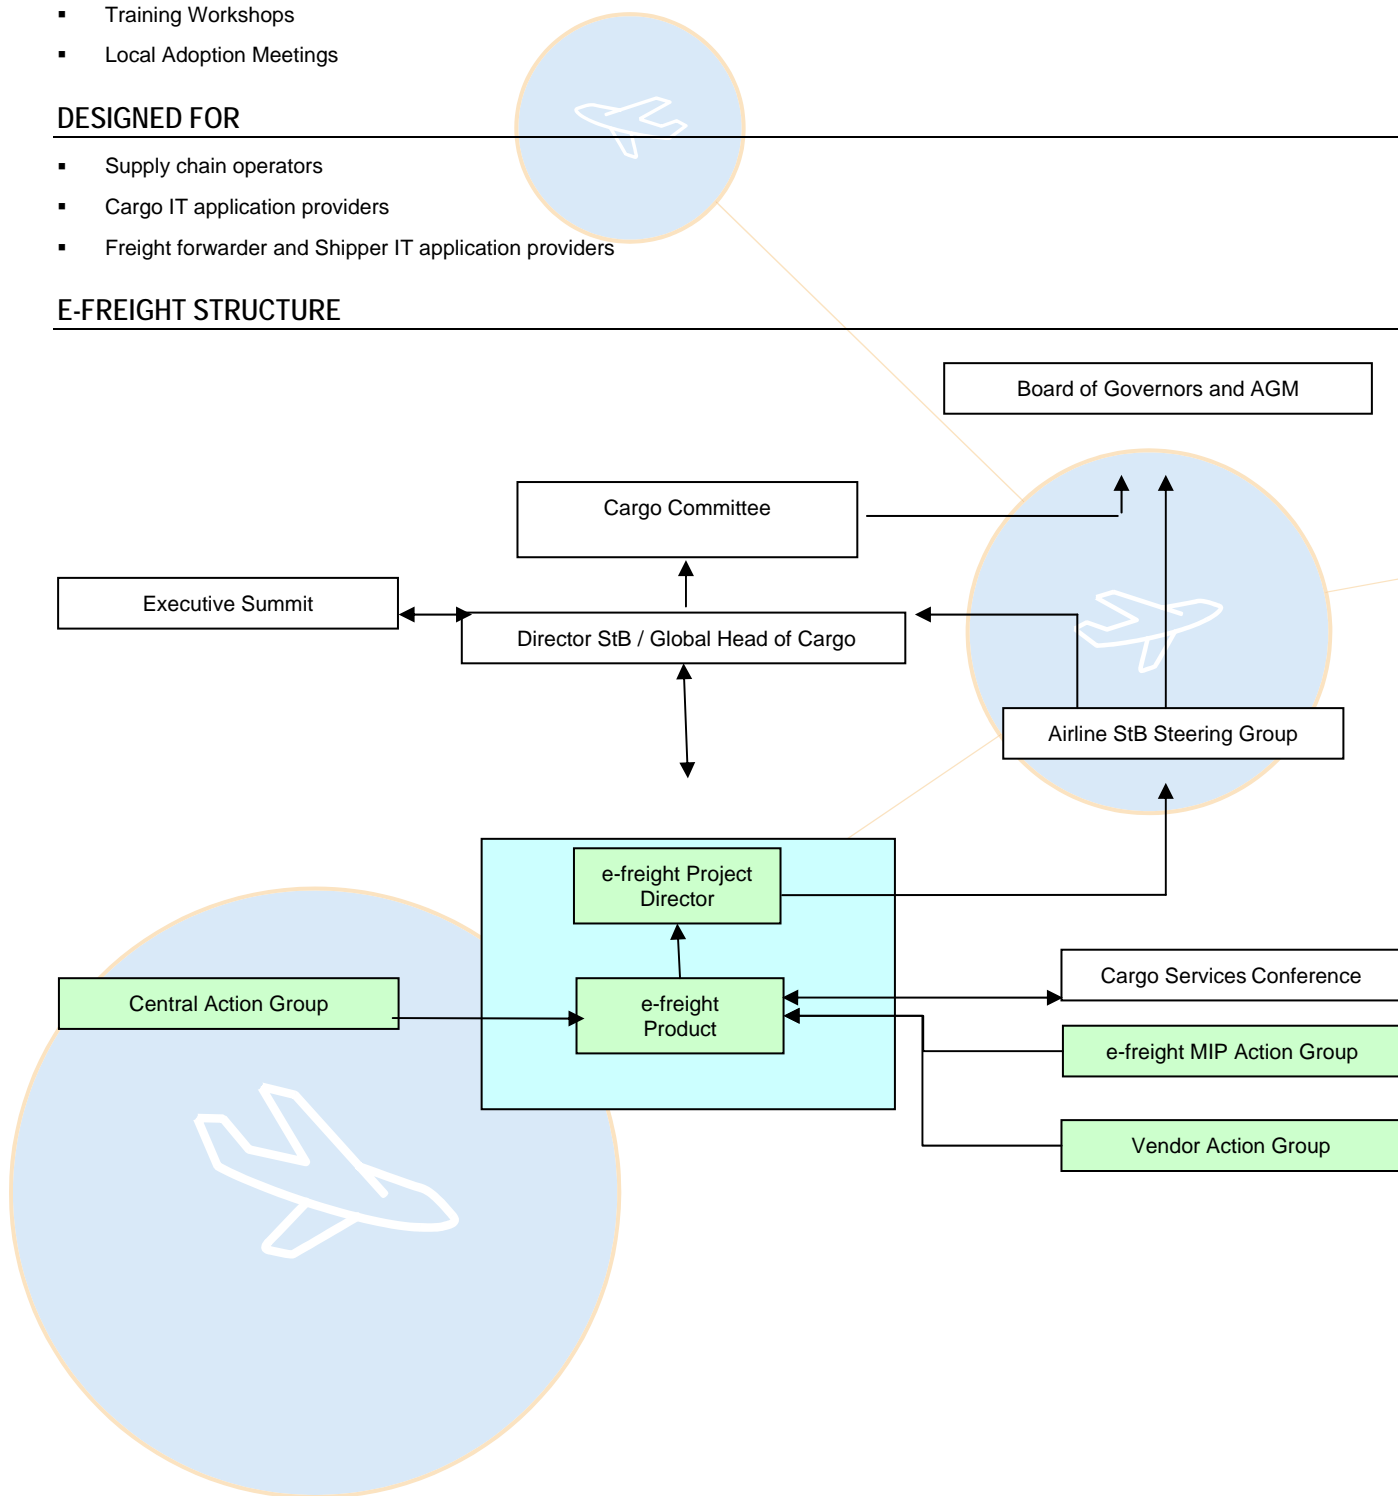 ▪ Training Workshops
▪ Local Adoption Meetings
DESIGNED FOR
▪ Supply chain operators
▪ Cargo IT application providers
▪ Freight forwarder and Shipper IT application providers
E-FREIGHT STRUCTURE
Board of Governors and AGM
Cargo Committee
Executive Summit
Director StB / Global Head of Cargo
Airline StB Steering Group
e-freight Project
Director
Central Action Group
e-freight
Product
Cargo Services Conference
e-freight MIP Action Group
Vendor Action Group